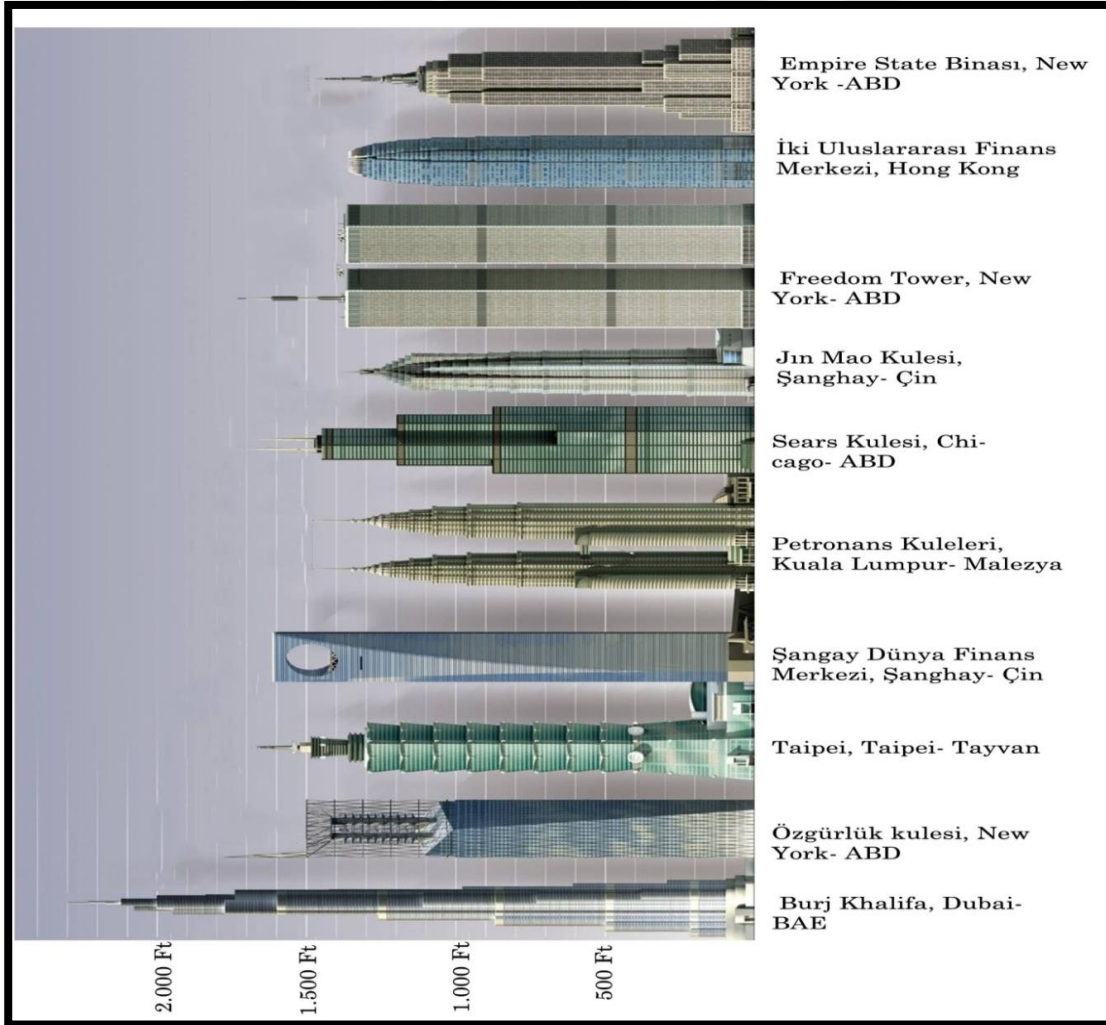 Empire State Binası, New
York -ABD
İki Uluslararası Finans
Merkezi, Hong Kong
Freedom Tower, New
York- ABD
Jın Mao Kulesi,
Şanghay- Çin
Sears Kulesi, Chi-
cago- ABD
Petronans Kuleleri,
Kuala Lumpur- Malezya
Şangay Dünya Finans
Merkezi, Şanghay- Çin
Taipei, Taipei- Tayvan
Özgürlük kulesi, New
York- ABD
Burj Khalifa, Dubai-
BAE
2.000 Ft
1.500 Ft
1.000 Ft
500 Ft